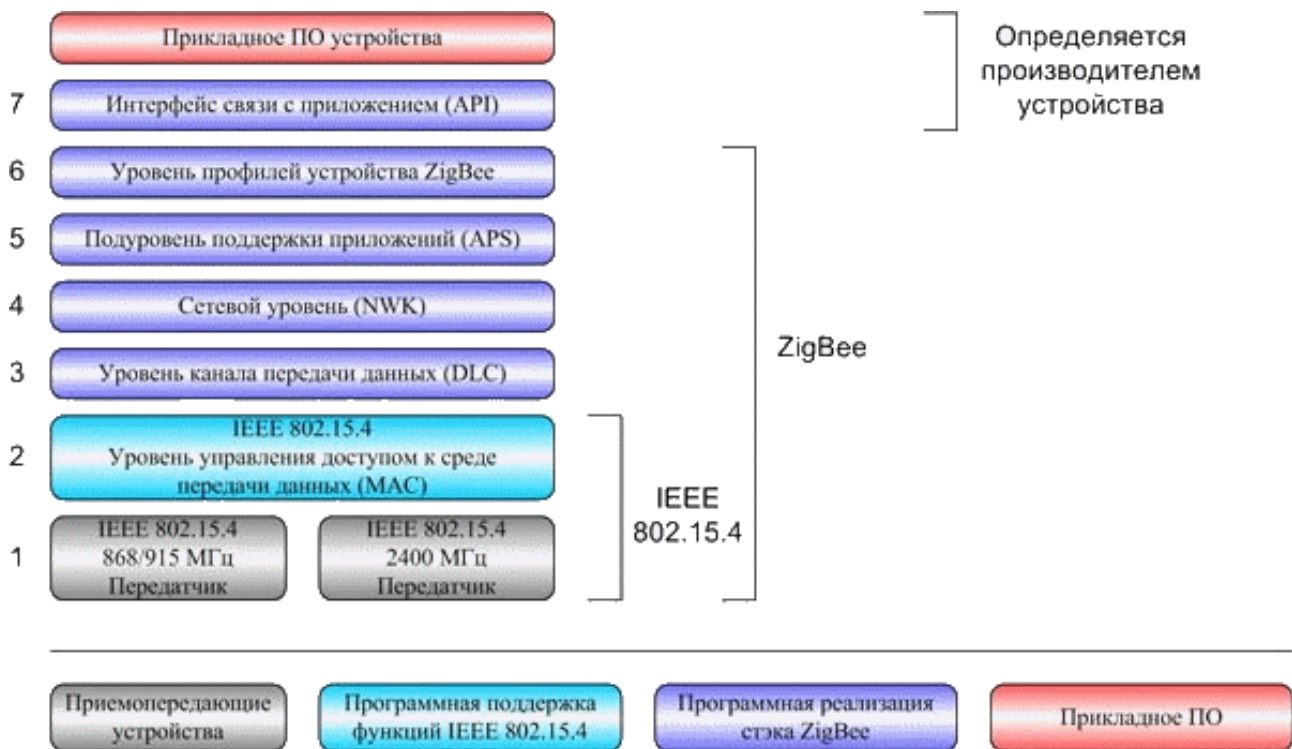 Прикладное ПО устройства
Определяется
производителем
устройства
7
Интерфейс связи с приложением (API)
6
Уровень профилей устройства ZigBee
5
Подуровень поддержки приложений (APS)
4
Сетевой уровень (NWK)
ZigBee
3
Уровень канала передачи данных (DLC)
2
IEEE 802.15.4
Уровень управления доступом к среде
передачи данных (MAC)
IEEE
802.15.4
1
IEEE 802.15.4
868/915 МГц
Передатчик
IEEE 802.15.4
2400 МГц
Передатчик
Приемопередающие
устройства
Программная поддержка
функций IEEE 802.15.4
Программная реализация
стэка ZigBee
Прикладное ПО